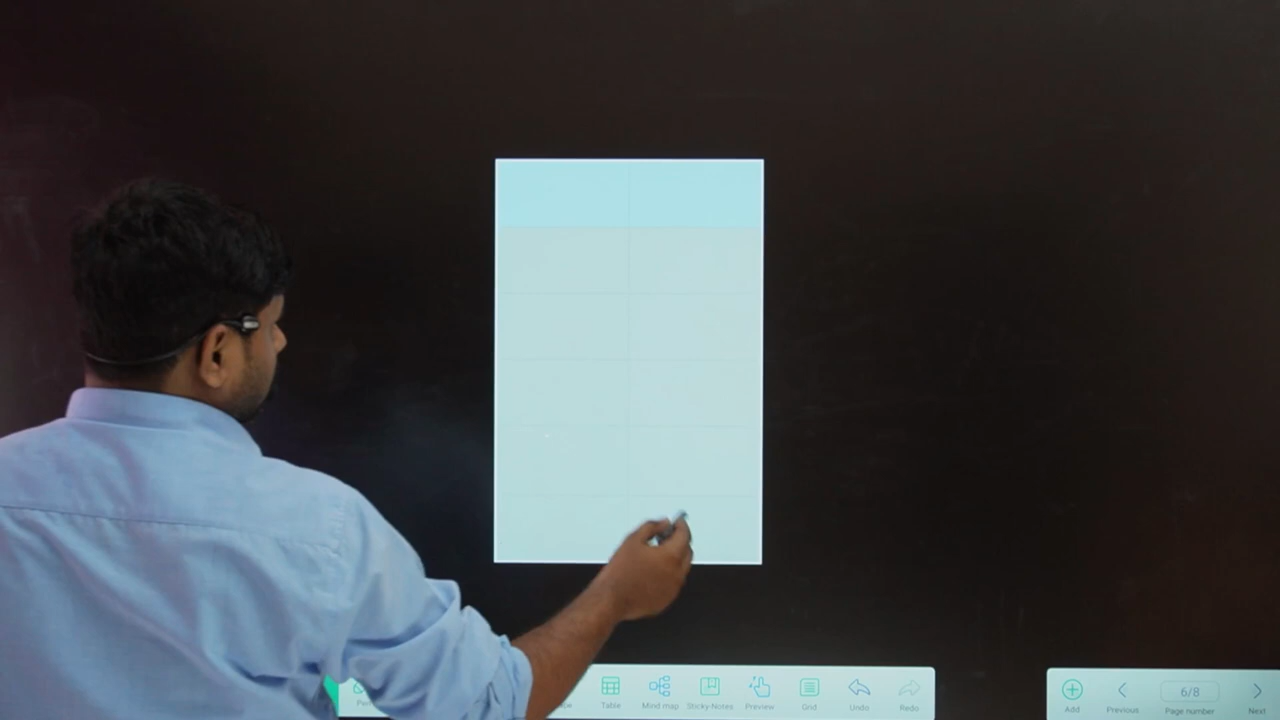 Table Mind map Sticky-Notes Preview Grid Undo Redo
Add Previous 6/8 Page number Next